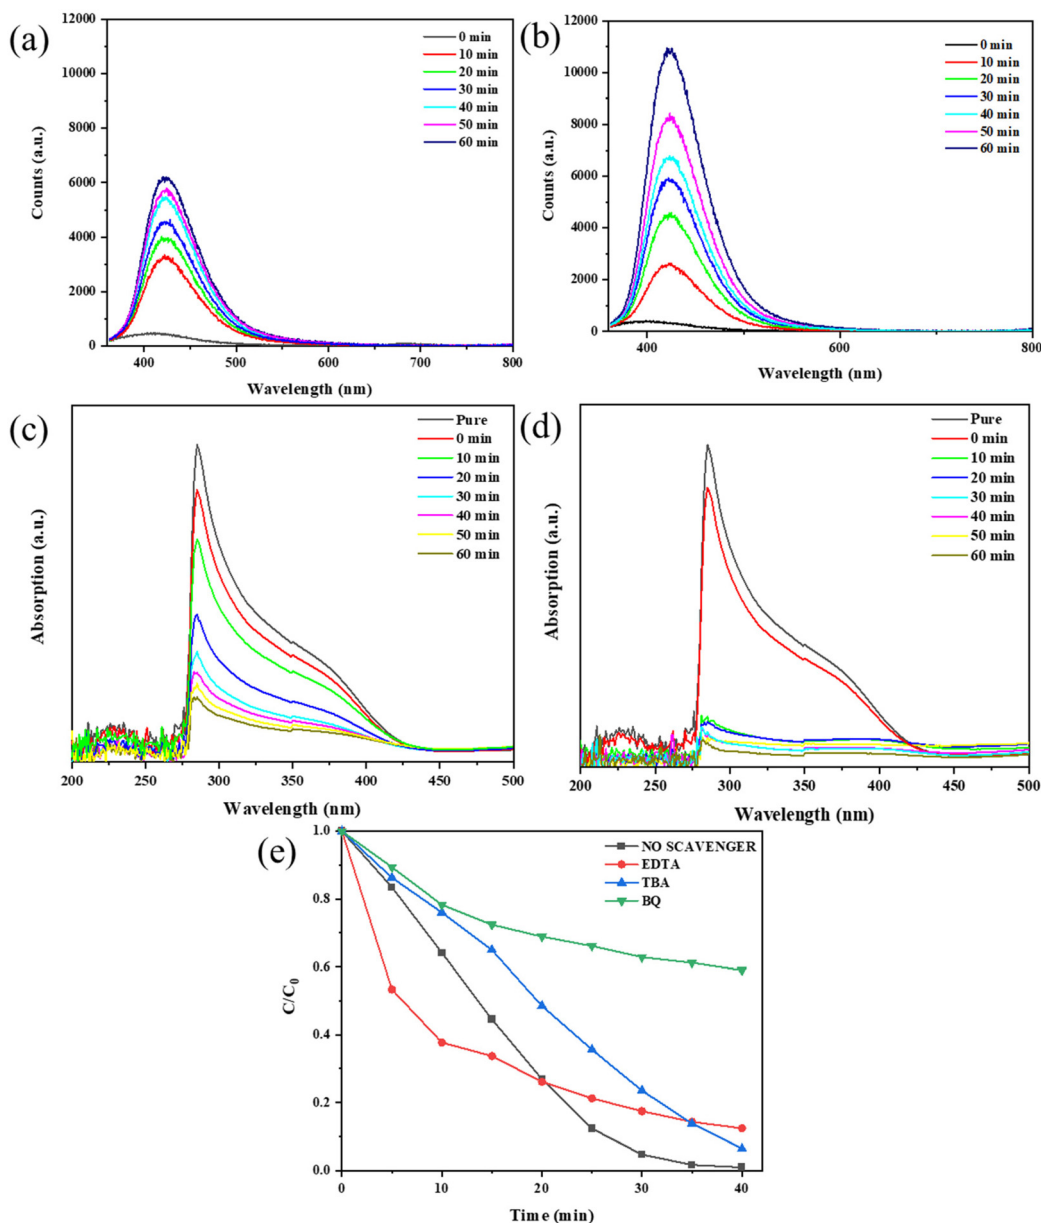 (a)
12000
10000
8000
6000
4000
2000
0
Counts (a.u.)
0 min
10 min
20 min
30 min
40 min
50 min
60 min
400
500
600
700
800
Wavelength (nm)
(b)
12000
10000
8000
6000
4000
2000
0
Counts (a.u.)
0 min
10 min
20 min
30 min
40 min
50 min
60 min
400
600
800
Wavelength (nm)
(c)
Absorption (a.u.)
Pure
0 min
10 min
20 min
30 min
40 min
50 min
60 min
200
250
300
350
400
450
500
Wavelength (nm)
(d)
Absorption (a.u.)
Pure
0 min
10 min
20 min
30 min
40 min
50 min
60 min
200
250
300
350
400
450
500
Wavelength (nm)
(e)
1.0
0.8
0.6
0.4
0.2
0.0
C/C0
NO SCAVENGER
EDTA
TBA
BQ
0
10
20
30
40
Time (min)